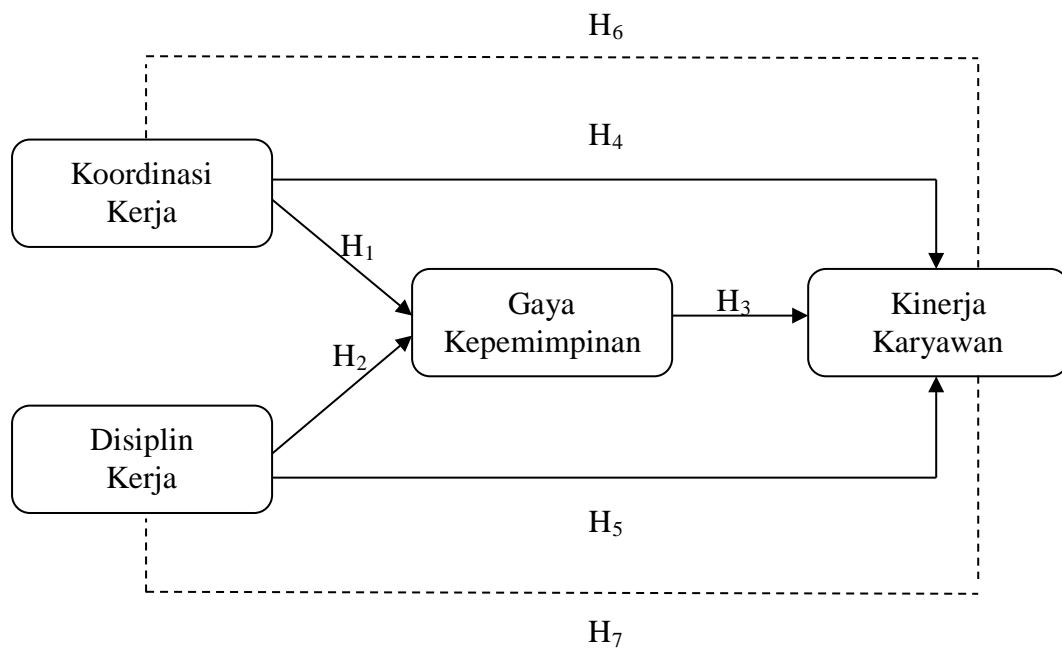 H₆
H₄
Koordinasi
Kerja
H₁
Gaya
Kepemimpinan
H₃
Kinerja
Karyawan
H₂
Disiplin
Kerja
H₅
H₇